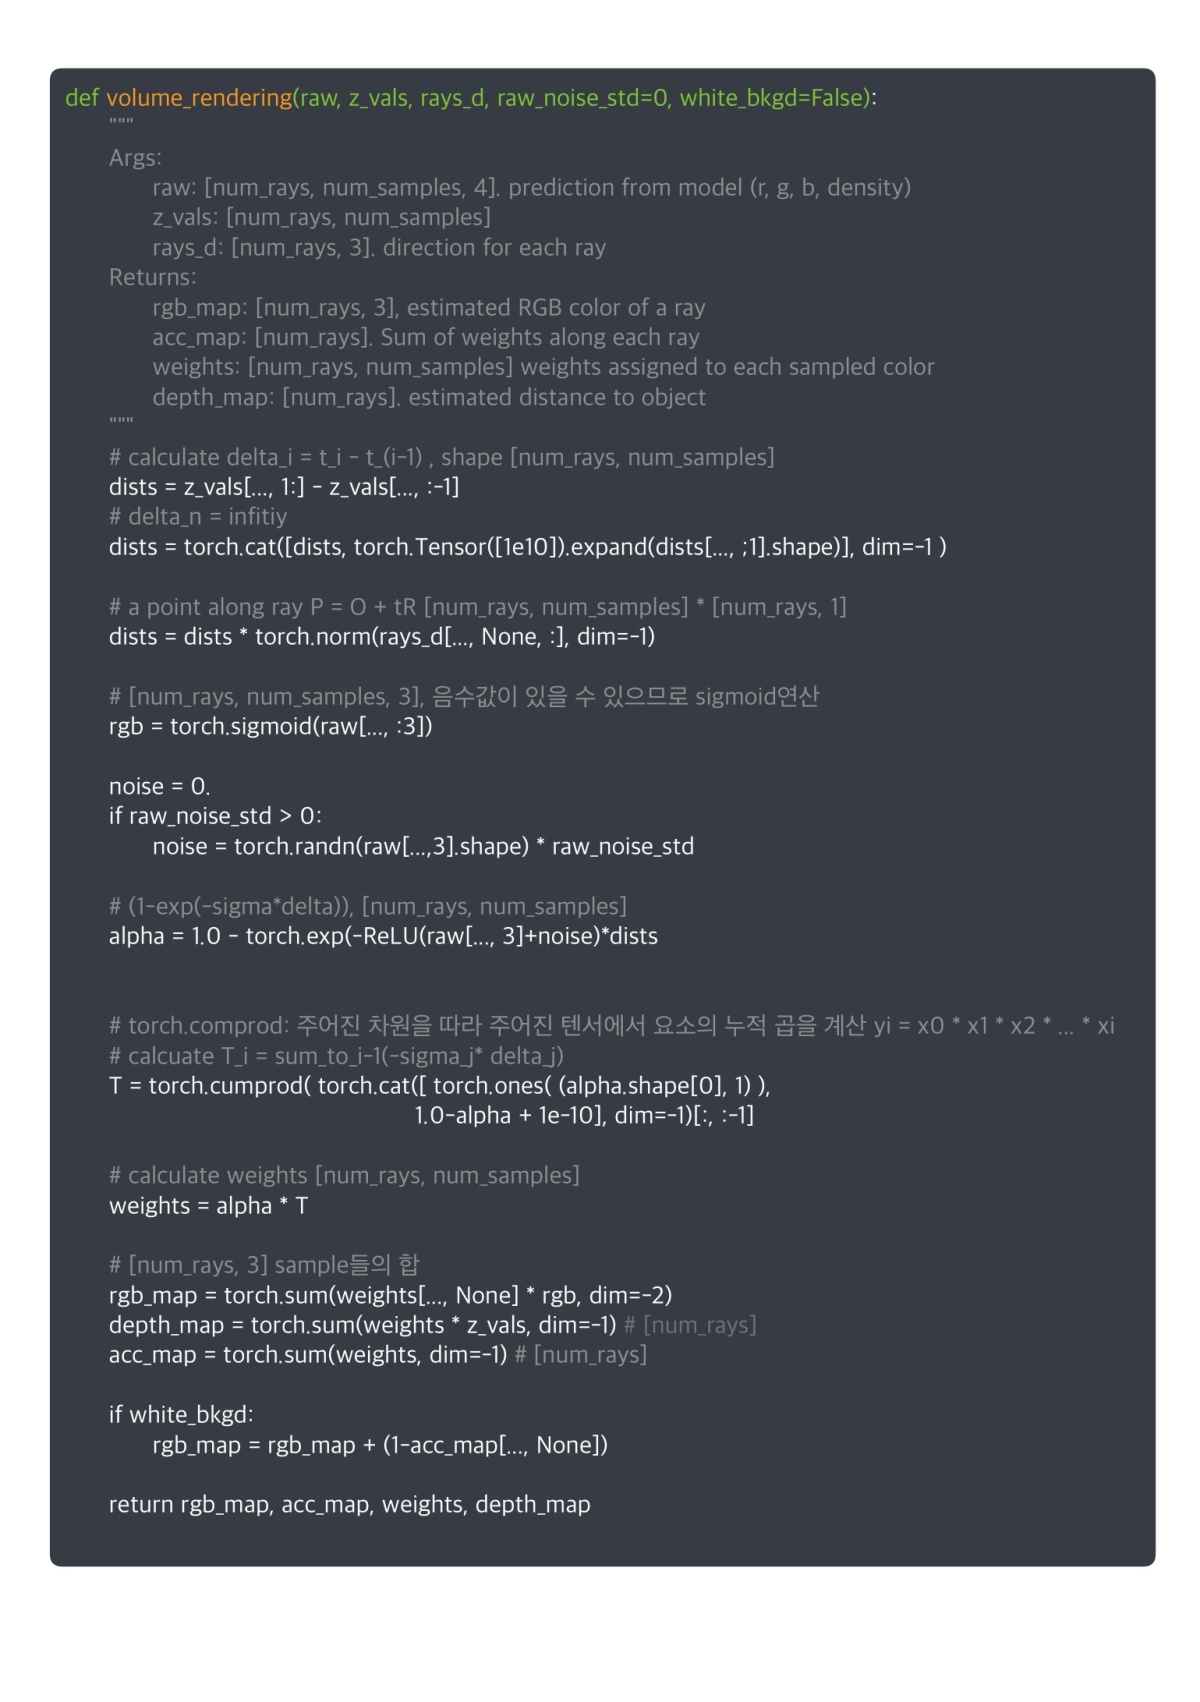 def volume_rendering(raw, z_vals, rays_d, raw_noise_std=0, white_bkgd=False):
"""
Args:
raw: [num_rays, num_samples, 4]. prediction from model (r, g, b, density)
z_vals: [num_rays, num_samples]
rays_d: [num_rays, 3]. direction for each ray
Returns:
rgb_map: [num_rays, 3], estimated RGB color of a ray
acc_map: [num_rays]. Sum of weights along each ray
weights: [num_rays, num_samples] weights assigned to each sampled color
depth_map: [num_rays]. estimated distance to object
"""
# calculate delta_i = t_i - t_(i-1) , shape [num_rays, num_samples]
dists = z_vals[..., 1:] - z_vals[..., :-1]
# delta_n = infitiy
dists = torch.cat([dists, torch.Tensor([1e10]).expand(dists[..., ;1].shape)], dim=-1 )
# a point along ray P = O + tR [num_rays, num_samples] * [num_rays, 1]
dists = dists * torch.norm(rays_d[..., None, :], dim=-1)
# [num_rays, num_samples, 3], 음수값이 있을 수 있으므로 sigmoid연산
rgb = torch.sigmoid(raw[..., :3])
noise = 0.
if raw_noise_std > 0:
noise = torch.randn(raw[...,3].shape) * raw_noise_std
# (1-exp(-sigma*delta)), [num_rays, num_samples]
alpha = 1.0 - torch.exp(-ReLU(raw[..., 3]+noise)*dists
# torch.comprod: 주어진 차원을 따라 주어진 텐서에서 요소의 누적 곱을 계산 yi = x0 * x1 * x2 * ... * xi
# calcuate T_i = sum_to_i-1(-sigma_j* delta_j)
T = torch.cumprod( torch.cat([ torch.ones( (alpha.shape[0], 1) ),
1.0-alpha + 1e-10], dim=-1)[:, :-1]
# calculate weights [num_rays, num_samples]
weights = alpha * T
# [num_rays, 3] sample들의 합
rgb_map = torch.sum(weights[..., None] * rgb, dim=-2)
depth_map = torch.sum(weights * z_vals, dim=-1) # [num_rays]
acc_map = torch.sum(weights, dim=-1) # [num_rays]
if white_bkgd:
rgb_map = rgb_map + (1-acc_map[..., None])
return rgb_map, acc_map, weights, depth_map